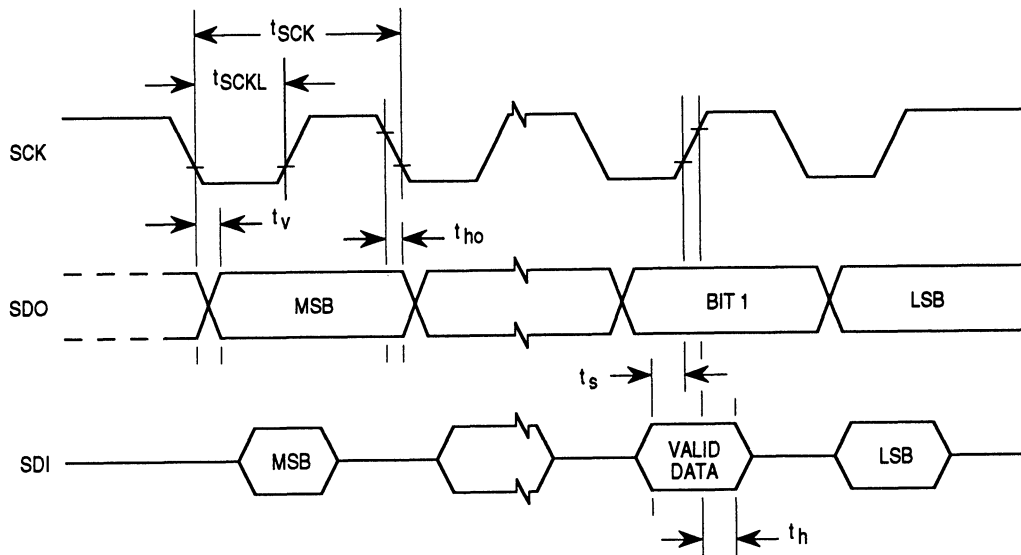 tSCK
tSCKL
SCK
tv
tho
SDO
MSB
BIT 1
LSB
ts
SDI
MSB
VALID
DATA
LSB
th